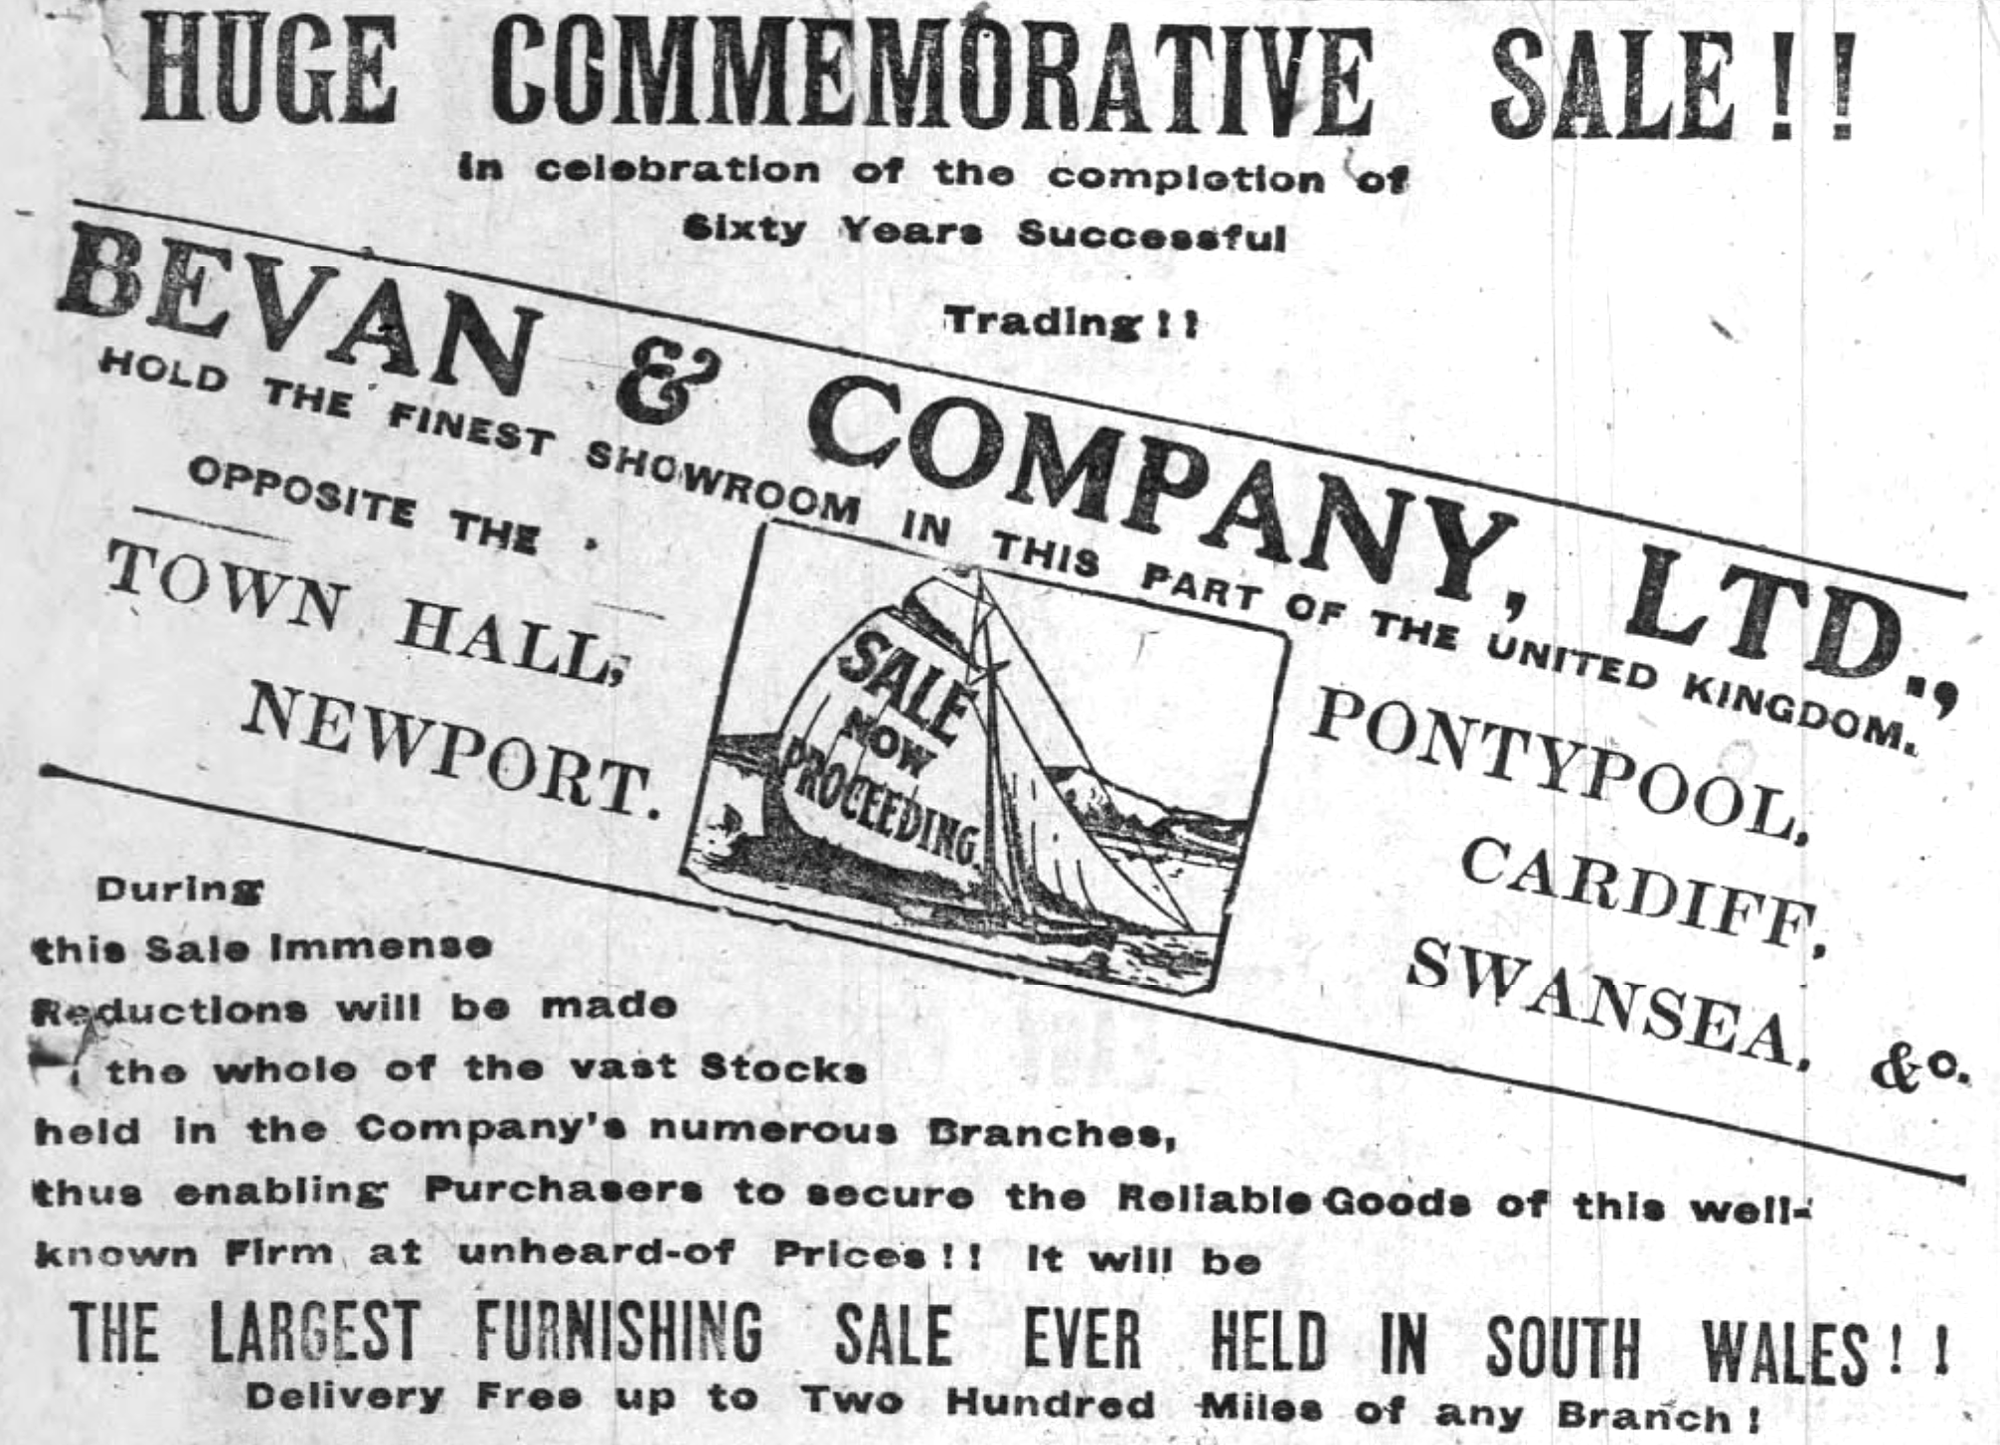 HUGE COMMEMORATIVE SALE!!
in celebration of the completion of
Sixty Years Successful
Trading!!
BEVAN & COMPANY, LTD.,
HOLD THE FINEST SHOWROOM IN THIS PART OF THE UNITED KINGDOM.
OPPOSITE THE
TOWN HALL,
NEWPORT.
SALE
NOW
PROCEEDING.
PONTYPOOL,
CARDIFF,
SWANSEA, &c.
During
this Sale Immense
Reductions will be made
the whole of the vast Stocks
held in the Company's numerous Branches,
thus enabling Purchasers to secure the Reliable Goods of this well-
known Firm at unheard-of Prices!! It will be
THE LARGEST FURNISHING SALE EVER HELD IN SOUTH WALES!!
Delivery Free up to Two Hundred Miles of any Branch!